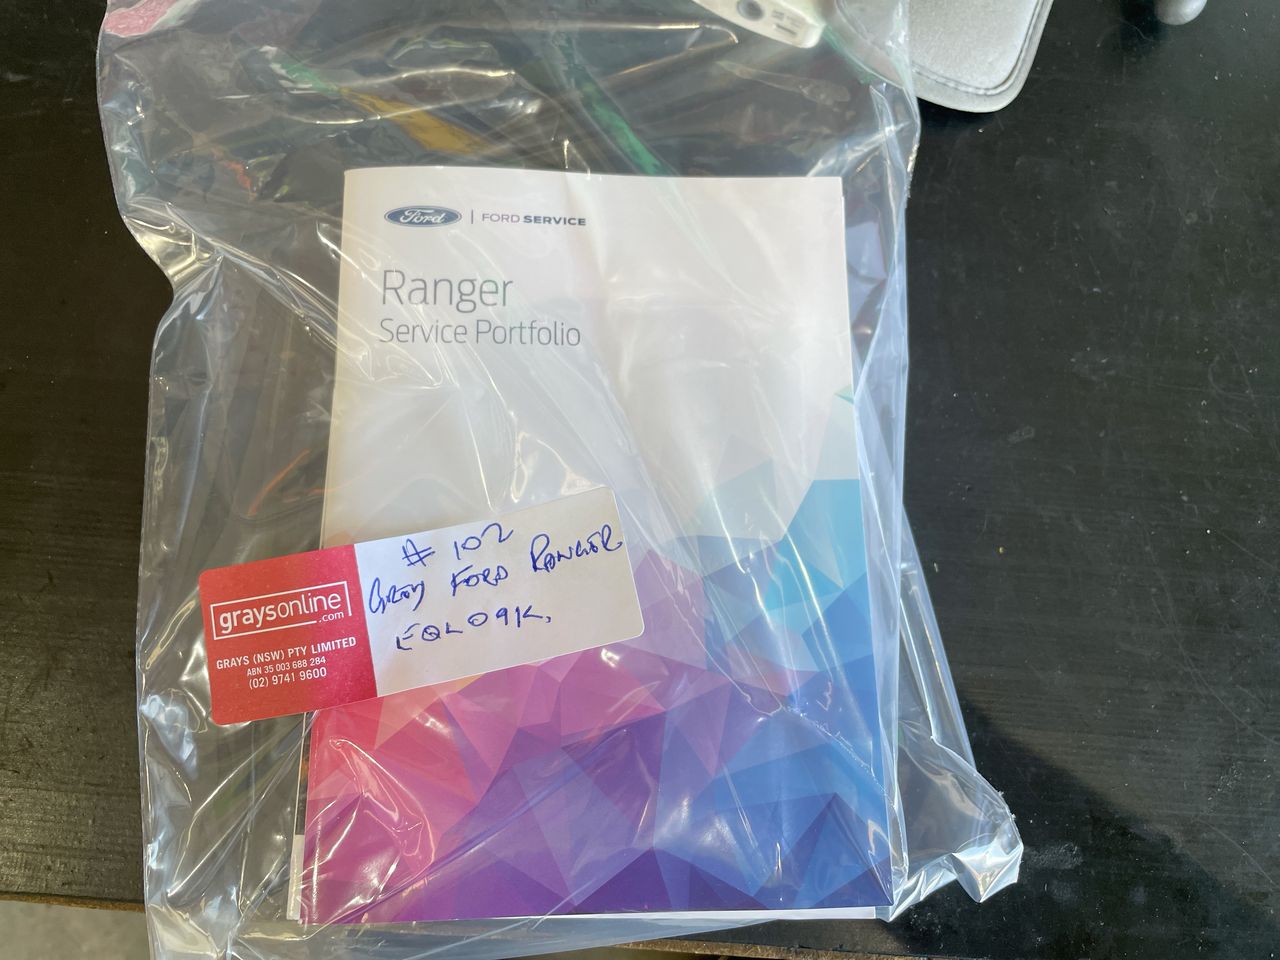 Ford | FORD SERVICE
Ranger
Service Portfolio
# 102
GREY FORD RANGER
EQL09K.
graysonline
.com
GRAYS (NSW) PTY LIMITED
ABN 35 003 688 284
(02) 9741 9600